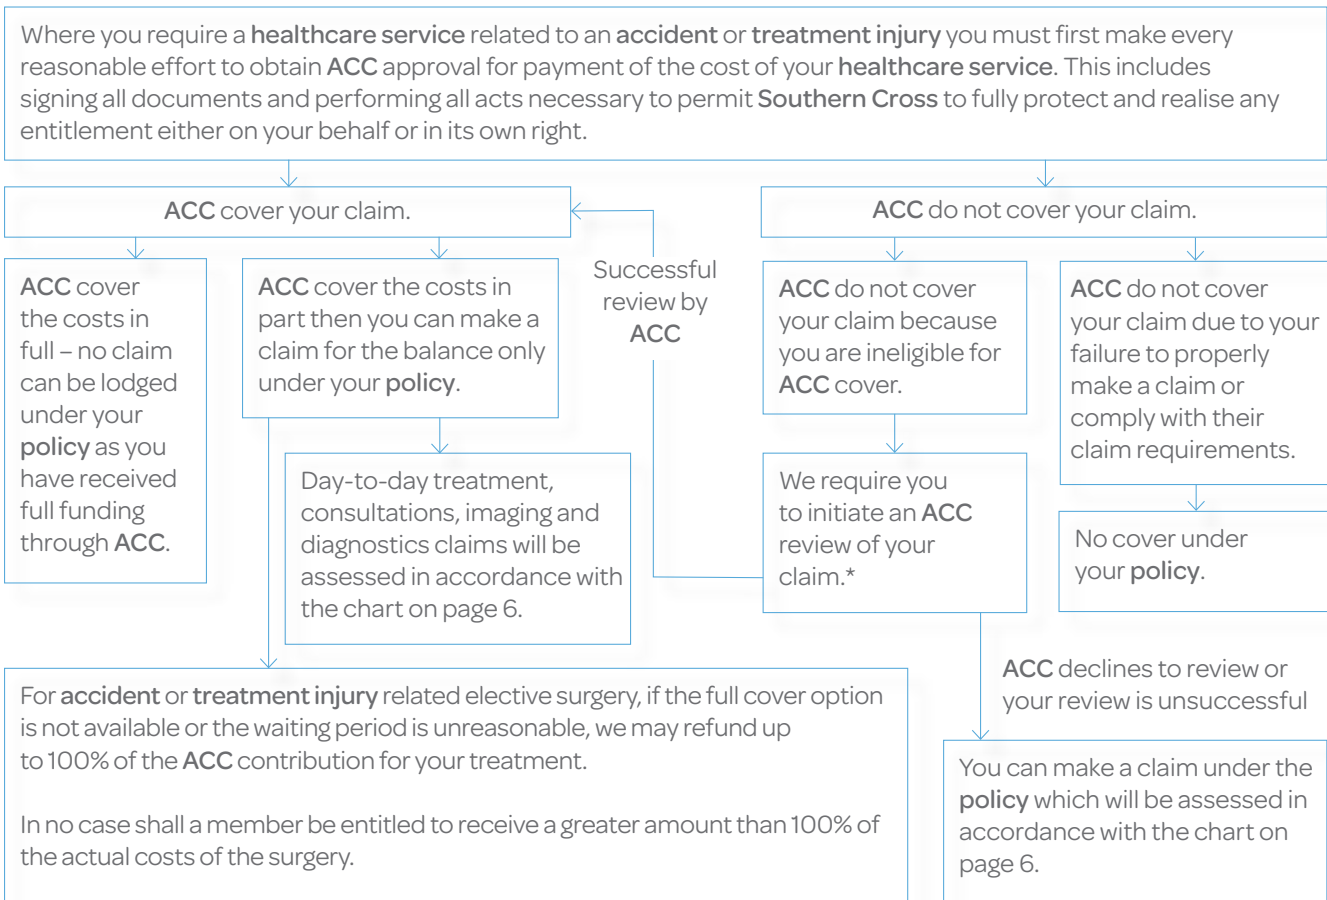 Where you require a healthcare service related to an accident or treatment injury you must first make every
reasonable effort to obtain ACC approval for payment of the cost of your healthcare service. This includes
signing all documents and performing all acts necessary to permit Southern Cross to fully protect and realise any
entitlement either on your behalf or in its own right.
ACC cover your claim.
ACC do not cover your claim.
ACC cover
the costs in
full – no claim
can be lodged
under your
policy as you
have received
full funding
through ACC.
ACC cover the costs in
part then you can make a
claim for the balance only
under your policy.
Successful
review by
ACC
ACC do not cover
your claim because
you are ineligible for
ACC cover.
ACC do not cover
your claim due to your
failure to properly
make a claim or
comply with their
claim requirements.
Day-to-day treatment,
consultations, imaging and
diagnostics claims will be
assessed in accordance with
the chart on page 6.
We require you
to initiate an ACC
review of your
claim.*
No cover under
your policy.
For accident or treatment injury related elective surgery, if the full cover option
is not available or the waiting period is unreasonable, we may refund up
to 100% of the ACC contribution for your treatment.
In no case shall a member be entitled to receive a greater amount than 100% of
the actual costs of the surgery.
ACC declines to review or
your review is unsuccessful
You can make a claim under the
policy which will be assessed in
accordance with the chart on
page 6.